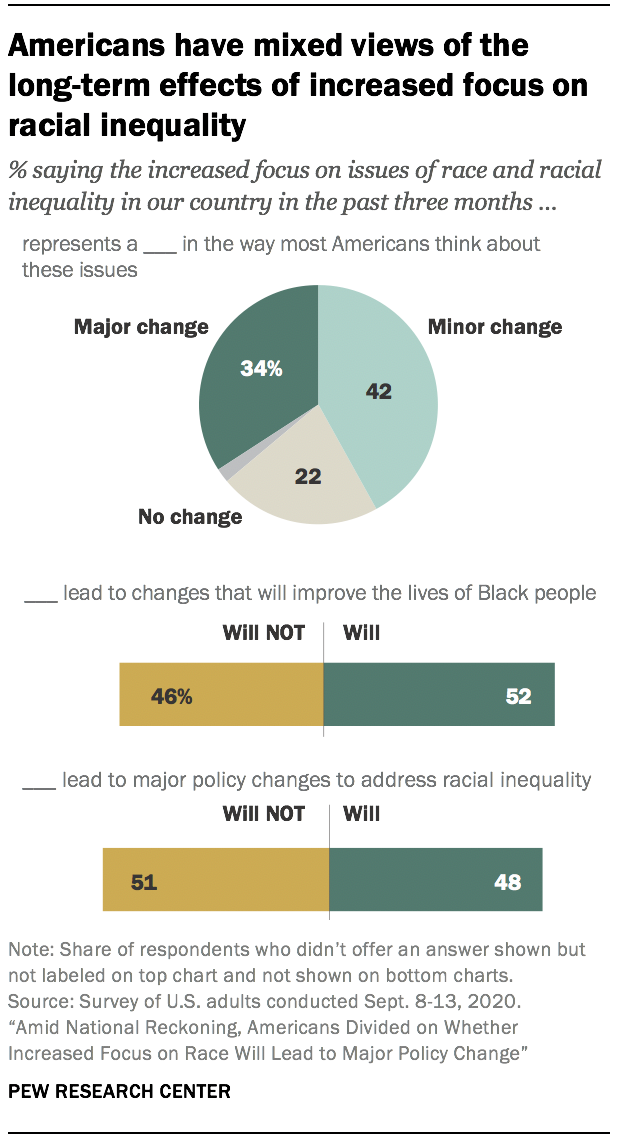 Americans have mixed views of the
long-term effects of increased focus on
racial inequality
% saying the increased focus on issues of race and racial
inequality in our country in the past three months ...
represents a ___ in the way most Americans think about
these issues
Major change
Minor change
34%
42
22
No change
___ lead to changes that will improve the lives of Black people
Will NOT Will
46% 52
___ lead to major policy changes to address racial inequality
Will NOT Will
51 48
Note: Share of respondents who didn’t offer an answer shown but
not labeled on top chart and not shown on bottom charts.
Source: Survey of U.S. adults conducted Sept. 8-13, 2020.
“Amid National Reckoning, Americans Divided on Whether
Increased Focus on Race Will Lead to Major Policy Change”
PEW RESEARCH CENTER